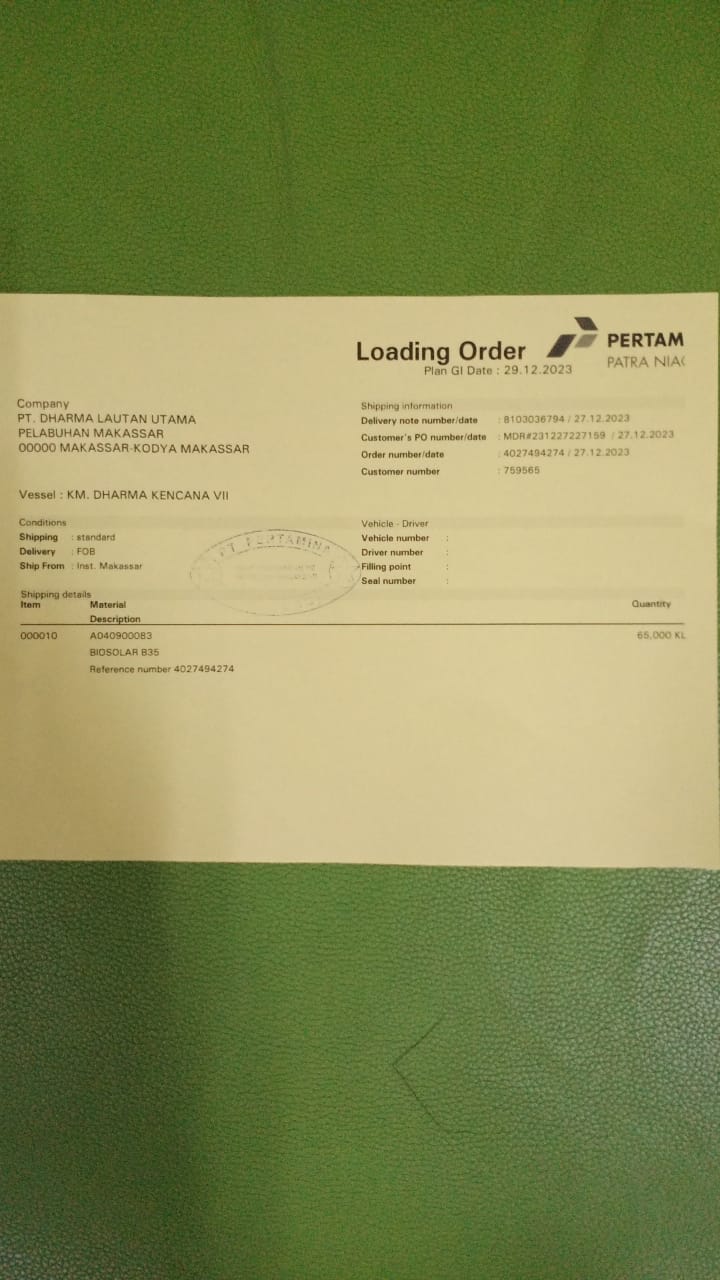 Loading Order
PERTAM
PATRA NIA
Plan GI Date : 29.12.2023
Company
PT. DHARMA LAUTAN UTAMA
PELABUHAN MAKASSAR
00000 MAKASSAR-KODYA MAKASSAR
Shipping information
Delivery note number/date : 8103036794 / 27.12.2023
Customer's PO number/date : MDR#231227227159 / 27.12.2023
Order number/date : 4027494274 / 27.12.2023
Customer number : 759565
Vessel : KM. DHARMA KENCANA VII
Conditions
Shipping : standard
Delivery : FOB
Ship From : Inst. Makassar
Vehicle - Driver
Vehicle number :
Driver number :
Filling point :
Seal number :
PT. PERTAMINA
Shipping details
Item Material Quantity
Description
000010 A040900083 65,000 KL
BIOSOLAR B35
Reference number 4027494274